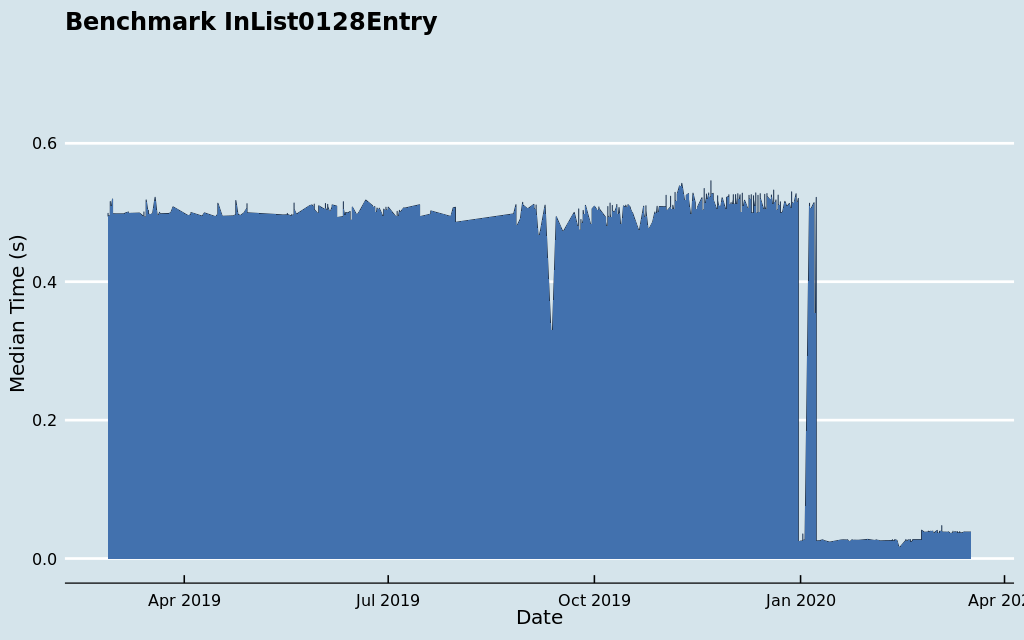 Benchmark InList0128Entry
Median Time (s)
0.6
0.4
0.2
0.0
Apr 2019
Jul 2019
Oct 2019
Jan 2020
Apr 202
Date